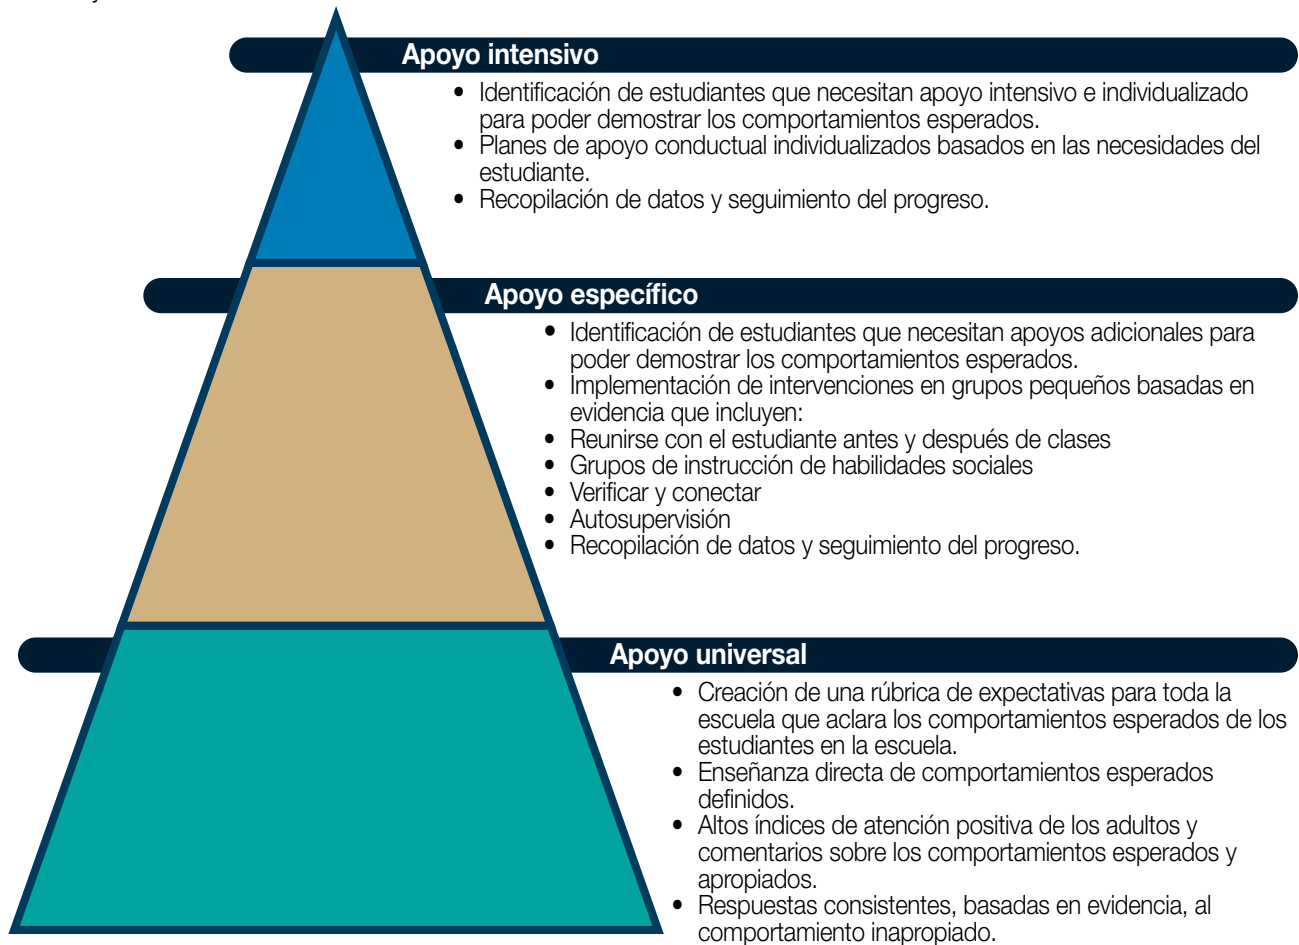 Apoyo intensivo
• Identificación de estudiantes que necesitan apoyo intensivo e individualizado
para poder demostrar los comportamientos esperados.
• Planes de apoyo conductual individualizados basados en las necesidades del
estudiante.
• Recopilación de datos y seguimiento del progreso.
Apoyo específico
• Identificación de estudiantes que necesitan apoyos adicionales para
poder demostrar los comportamientos esperados.
• Implementación de intervenciones en grupos pequeños basadas en
evidencia que incluyen:
• Reunirse con el estudiante antes y después de clases
• Grupos de instrucción de habilidades sociales
• Verificar y conectar
• Autosupervisión
• Recopilación de datos y seguimiento del progreso.
Apoyo universal
• Creación de una rúbrica de expectativas para toda la
escuela que aclara los comportamientos esperados de los
estudiantes en la escuela.
• Enseñanza directa de comportamientos esperados
definidos.
• Altos índices de atención positiva de los adultos y
comentarios sobre los comportamientos esperados y
apropiados.
• Respuestas consistentes, basadas en evidencia, al
comportamiento inapropiado.